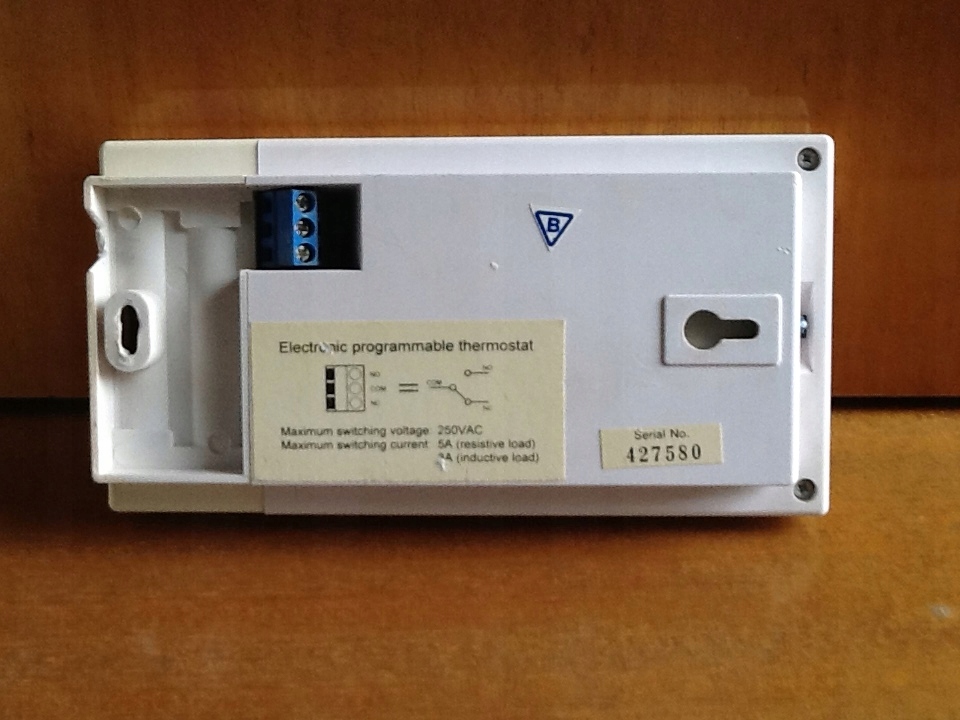 B
Electronic programmable thermostat
NO
COM
NC
=
COM
NO
NC
Maximum switching voltage: 250VAC
Maximum switching current: 5A (resistive load)
3A (inductive load)
Serial No.
427580